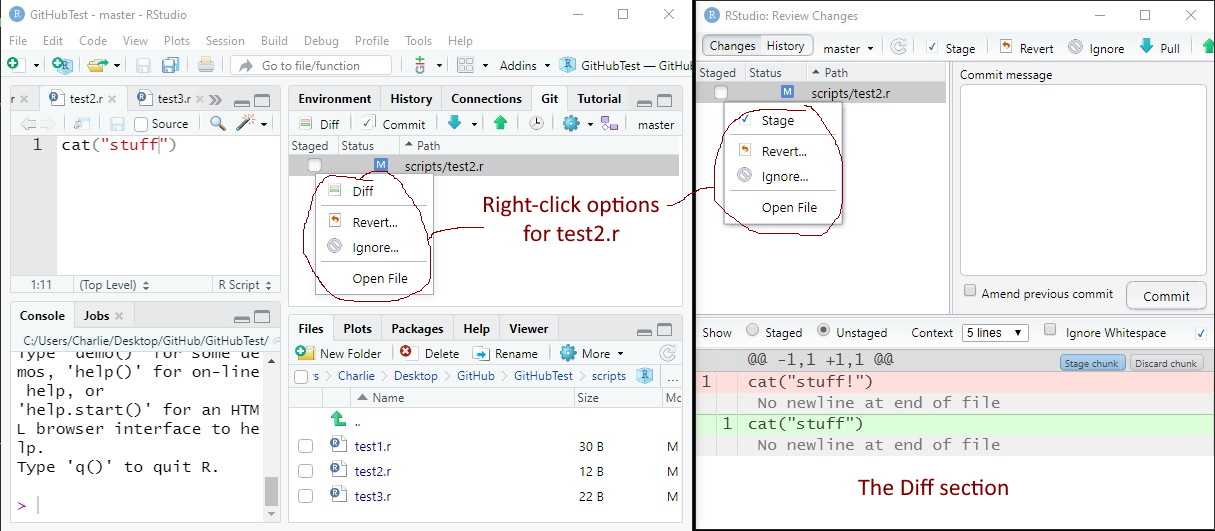 GitHubTest - master - RStudio
File Edit Code View Plots Session Build Debug Profile Tools Help
Go to file/function Addins GitHubTest — GitHu
r test2.r test3.r
Source
1 cat("stuff")
1:11 (Top Level) R Script
Console Jobs
C:/Users/Charlie/Desktop/GitHub/GitHubTest/
Type 'demo()' for some de
mos, 'help()' for on-line
help, or
'help.start()' for an HTM
L browser interface to he
lp.
Type 'q()' to quit R.
>
Environment History Connections Git Tutorial
Diff Commit master
Staged Status Path
M scripts/test2.r
Diff
Revert...
Ignore...
Open File
Right-click options
for test2.r
Files Plots Packages Help Viewer
New Folder Delete Rename More
s Charlie Desktop GitHub GitHubTest scripts ...
Name Size Mo
..
test1.r 30 B M
test2.r 12 B M
test3.r 22 B M
RStudio: Review Changes
Changes History master Stage Revert Ignore Pull
Staged Status Path
M scripts/test2.r
Stage
Revert...
Ignore...
Open File
Commit message
Amend previous commit Commit
Show Staged Unstaged Context 5 lines Ignore Whitespace
@@ -1,1 +1,1 @@ Stage chunk Discard chunk
1 cat("stuff!")
No newline at end of file
1 cat("stuff")
No newline at end of file
The Diff section